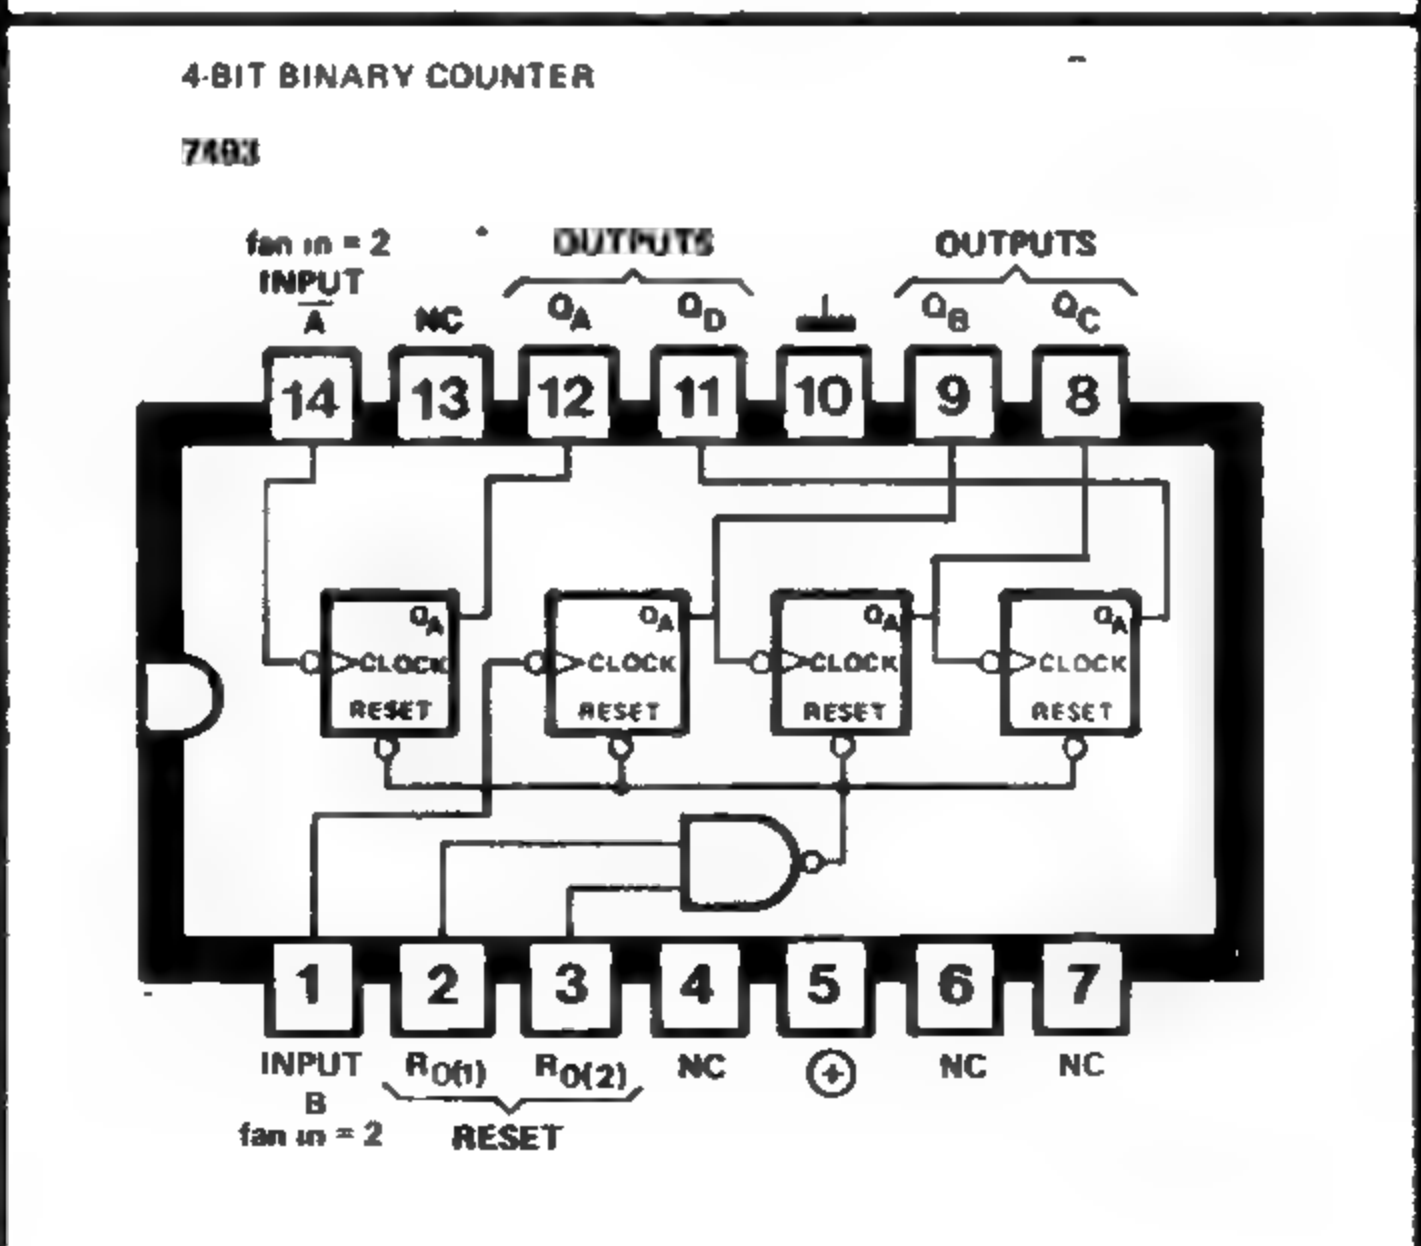 4-BIT BINARY COUNTER
7493
fan in = 2
INPUT
A
NC
OUTPUTS
QA QD
OUTPUTS
QB QC
14 13 12 11 10 9 8
QA QA QA QA
CLOCK CLOCK CLOCK CLOCK
RESET RESET RESET RESET
1 2 3 4 5 6 7
INPUT
B
fan in = 2
R0(1) R0(2)
RESET
NC
+
NC NC